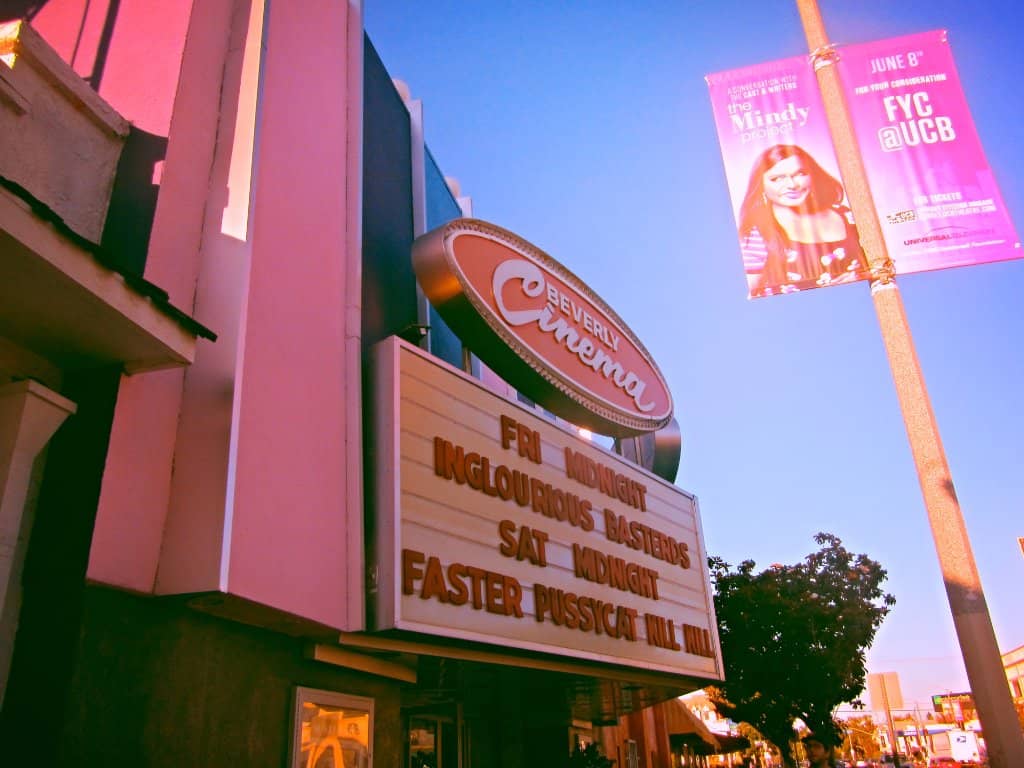 BEVERLY
Cinema
FRI MIDNIGHT
INGLOURIOUS BASTERDS
SAT MIDNIGHT
FASTER PUSSYCAT KILL KILL
A CONVERSATION WITH
THE CAST & WRITERS
the
Mindy
project
JUNE 8TH
FOR YOUR CONSIDERATION
FYC
@UCB
FOR TICKETS
UNIVERSAL TELEVISION